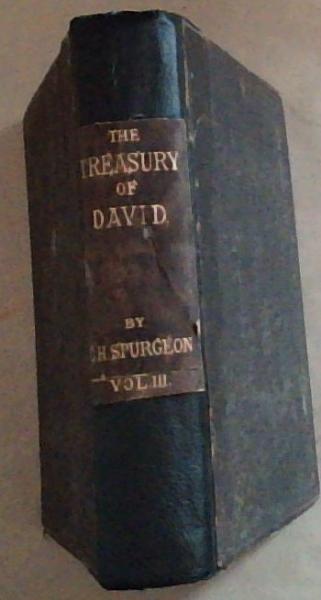 THE
TREASURY
OF
DAVID
BY
C.H. SPURGEON
VOL III.